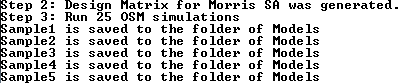 Step 2: Design Matrix for Morris SA was generated.
Step 3: Run 25 OSM simulations
Sample1 is saved to the folder of Models
Sample2 is saved to the folder of Models
Sample3 is saved to the folder of Models
Sample4 is saved to the folder of Models
Sample5 is saved to the folder of Models